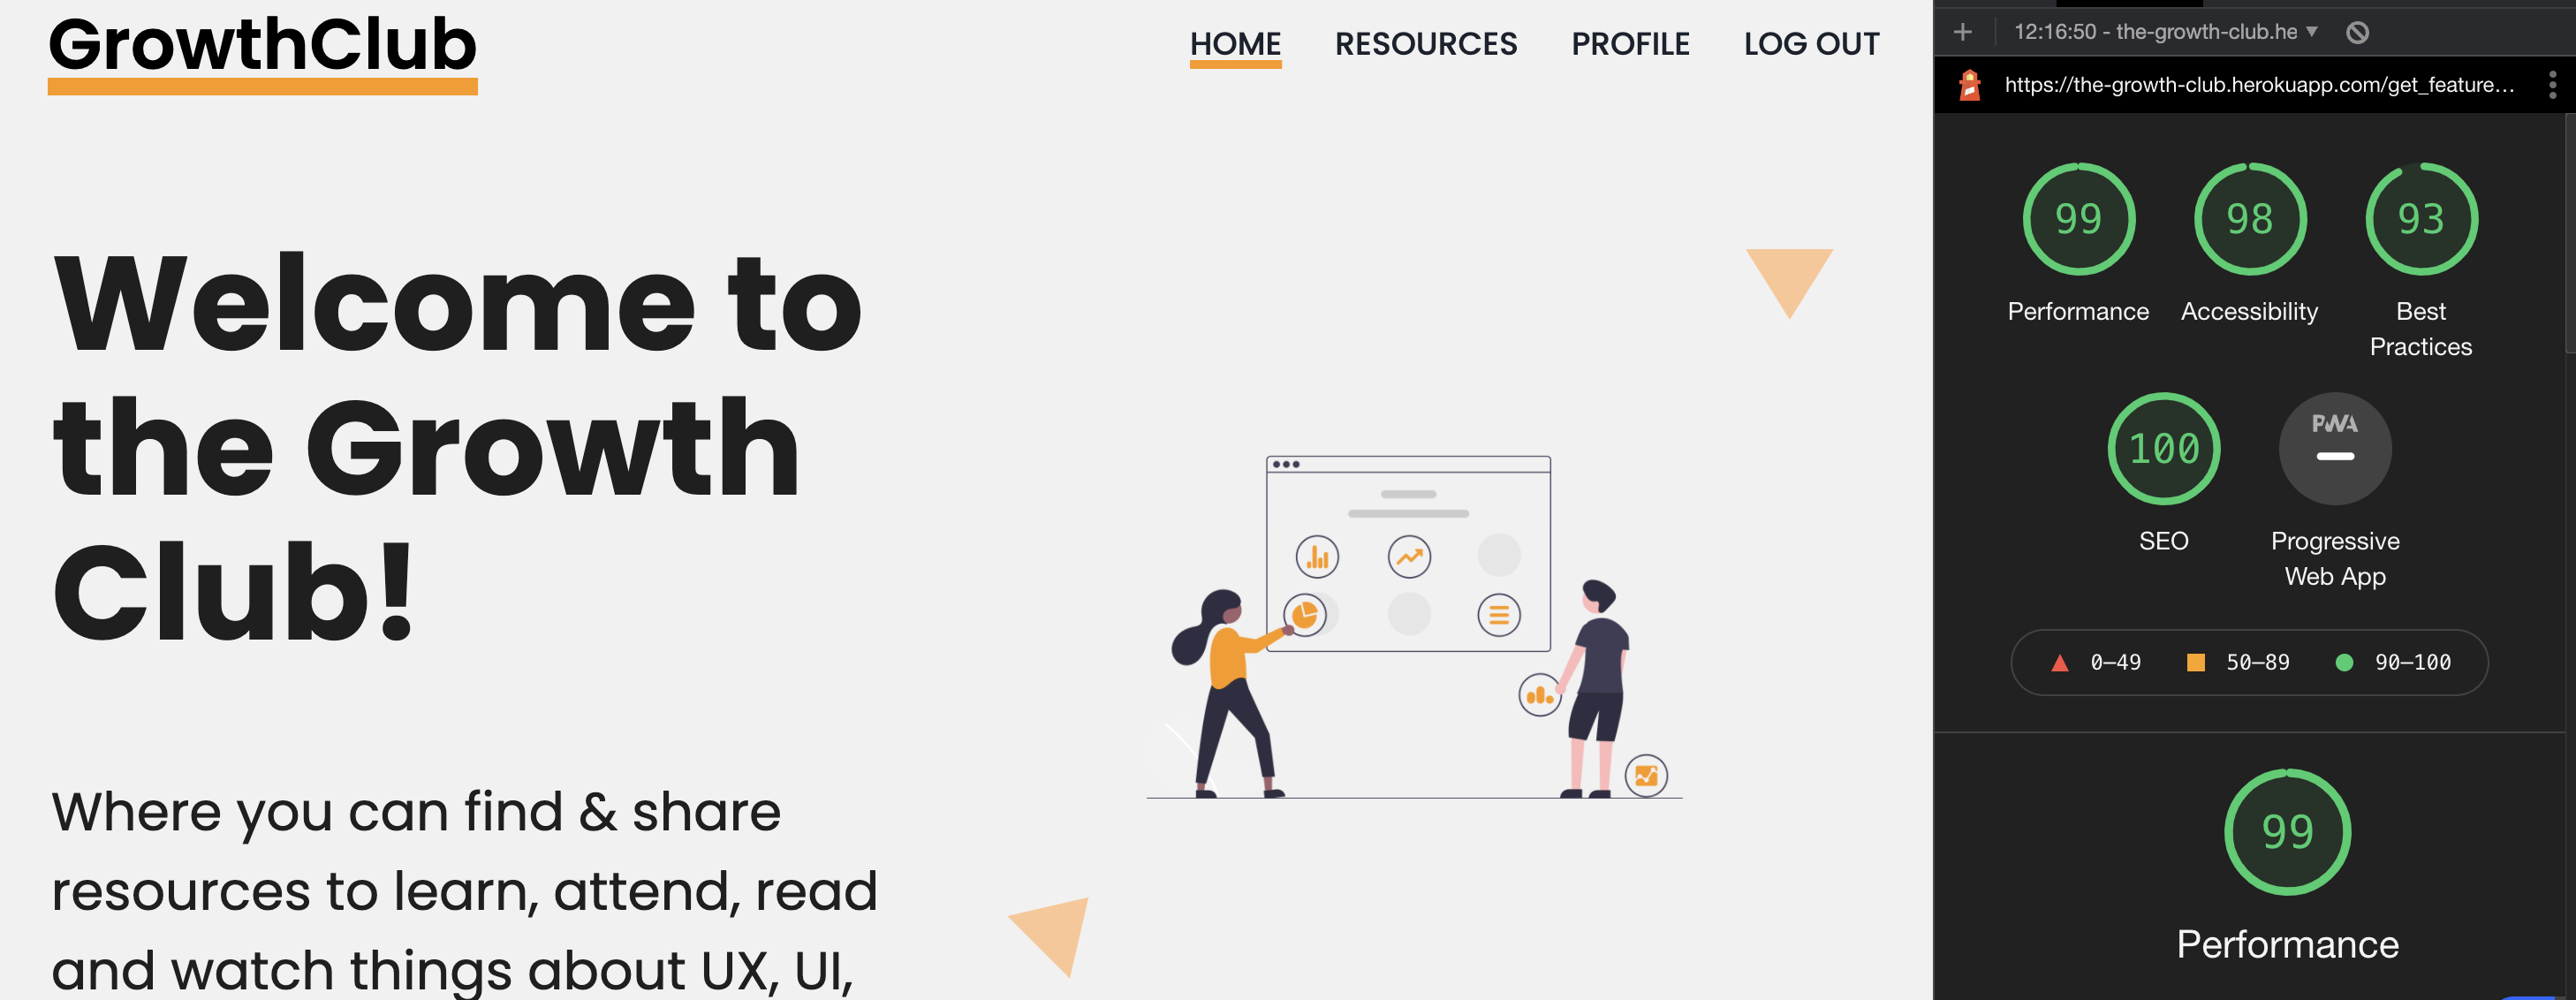 GrowthClub
HOME RESOURCES PROFILE LOG OUT
Welcome to
the Growth
Club!
Where you can find & share
resources to learn, attend, read
and watch things about UX, UI,
12:16:50 - the-growth-club.he
https://the-growth-club.herokuapp.com/get_feature...
99 98 93
Performance Accessibility Best
Practices
100 PWA
SEO Progressive
Web App
0–49 50–89 90–100
99
Performance